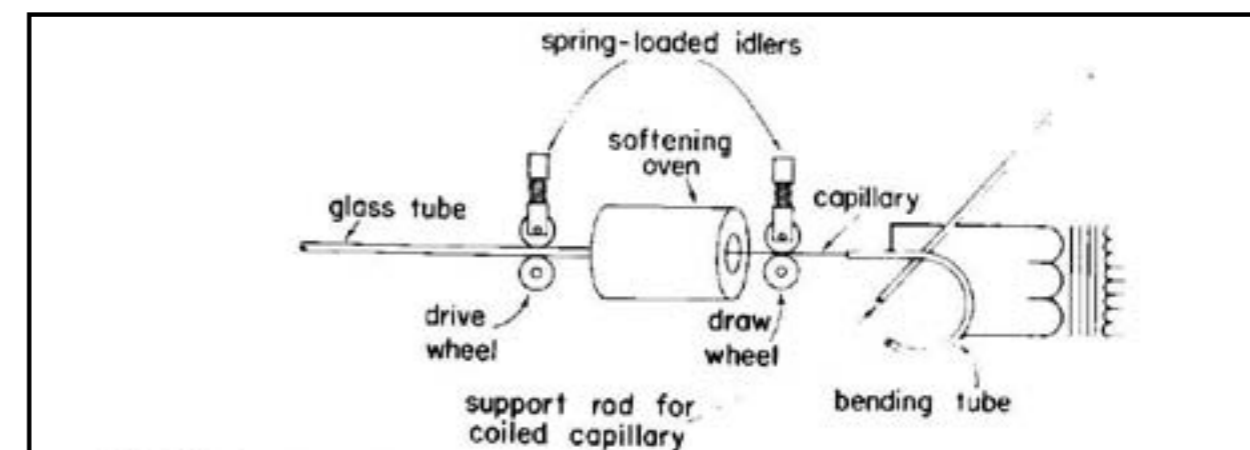 spring-loaded idlers
softening
oven
glass tube
capillary
drive
wheel
draw
wheel
bending tube
support rod for
coiled capillary